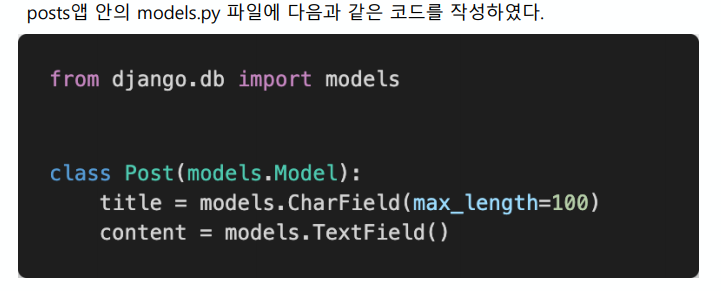 posts앱 안의 models.py 파일에 다음과 같은 코드를 작성하였다.
from django.db import models
class Post(models.Model):
    title = models.CharField(max_length=100)
    content = models.TextField()